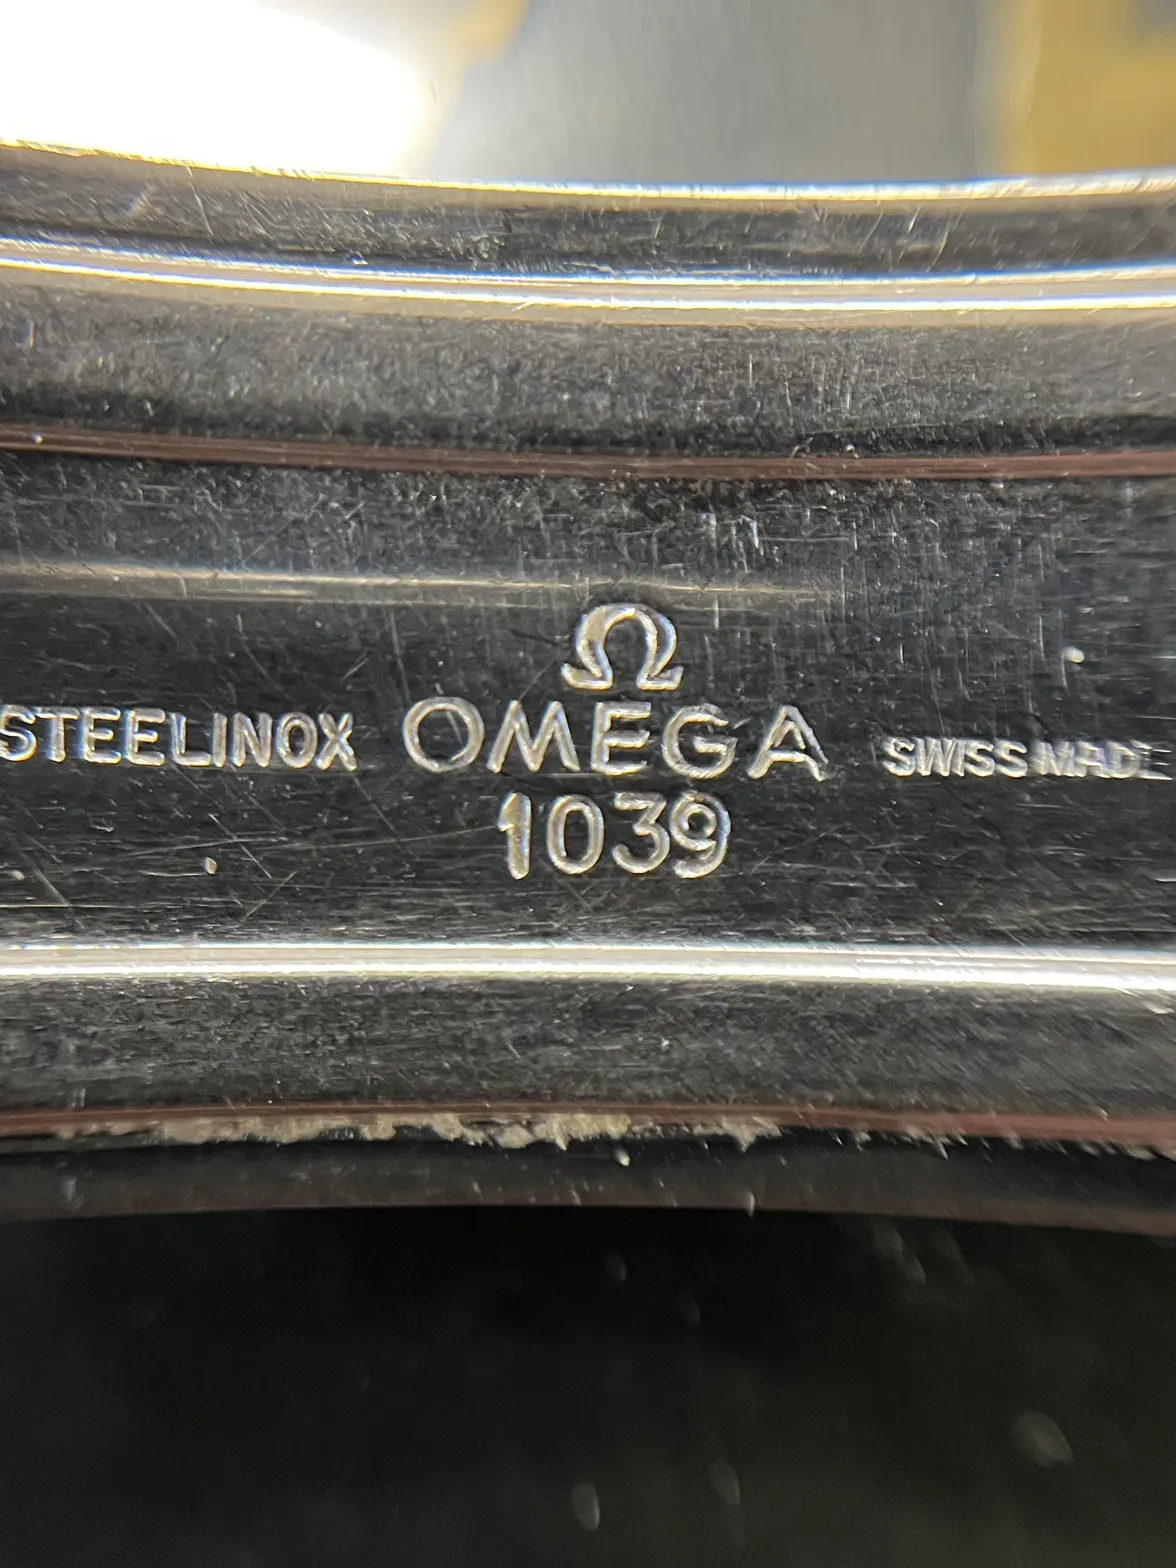 Ω
STEELINOX OMEGA SWISS MADE
1039